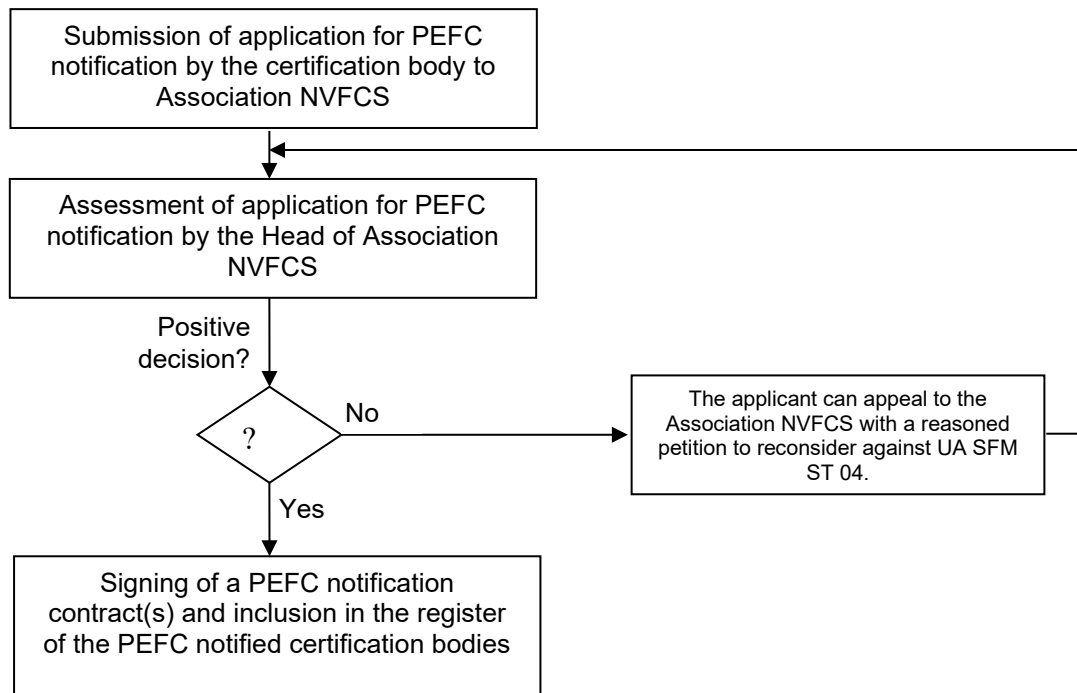 Submission of application for PEFC
notification by the certification body to
Association NVFCS
Assessment of application for PEFC
notification by the Head of Association
NVFCS
Positive
decision?
?
No
The applicant can appeal to the
Association NVFCS with a reasoned
petition to reconsider against UA SFM
ST 04.
Yes
Signing of a PEFC notification
contract(s) and inclusion in the register
of the PEFC notified certification bodies